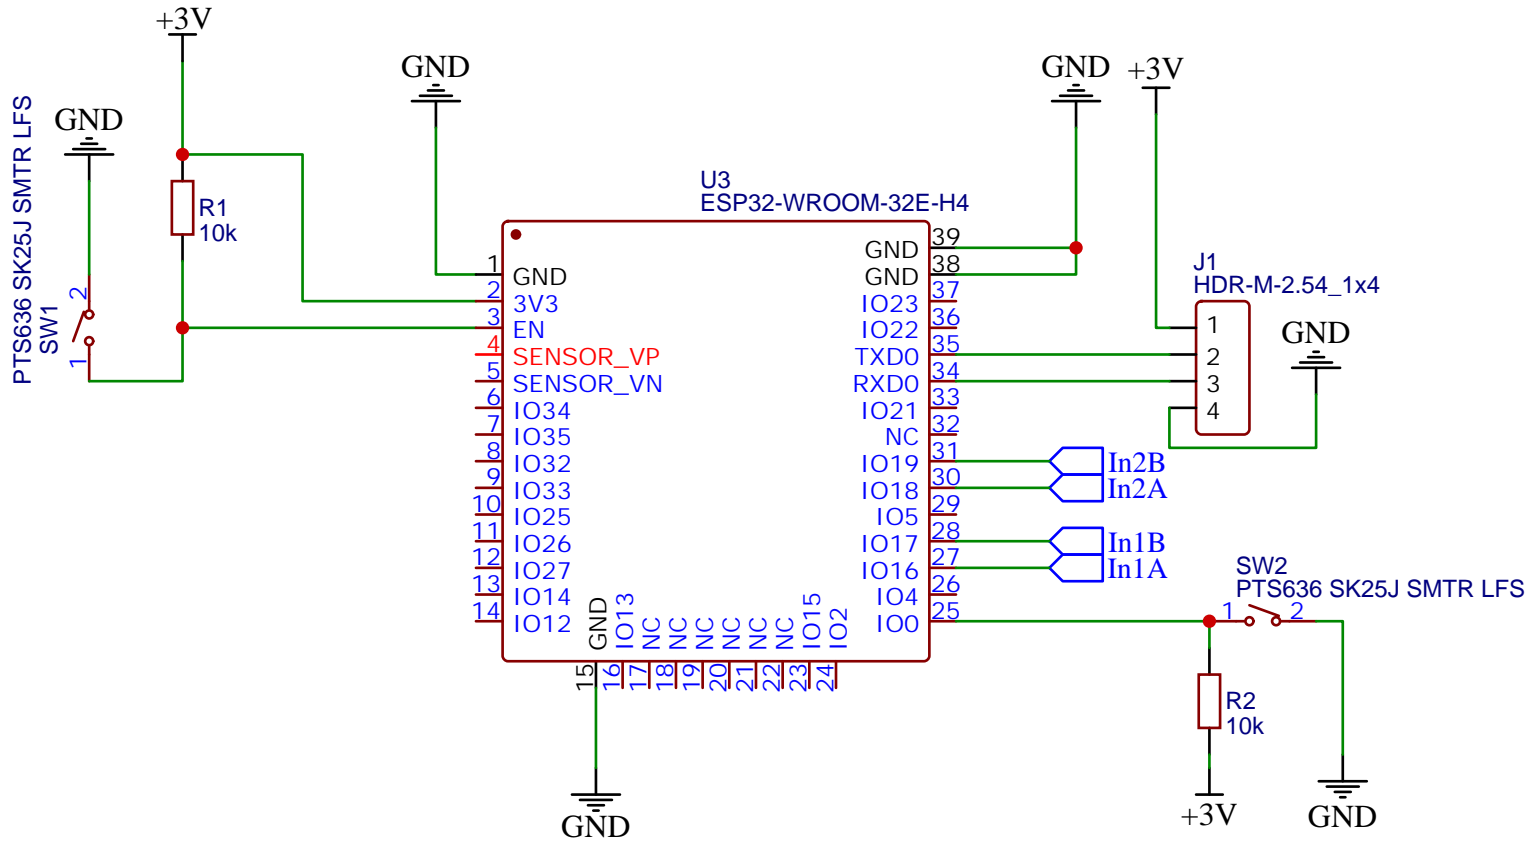 +3V
GND
GND
GND
+3V
PTS636 SK25J SMTR LFS
SW1
2
1
R1
10k
U3
ESP32-WROOM-32E-H4
1 GND
2 3V3
3 EN
4 SENSOR_VP
5 SENSOR_VN
6 IO34
7 IO35
8 IO32
9 IO33
10 IO25
11 IO26
12 IO27
13 IO14
14 IO12
GND 15
IO13 16
NC 17
NC 18
NC 19
NC 20
NC 21
NC 22
IO15 23
IO2 24
GND 39
GND 38
IO23 37
IO22 36
TXD0 35
RXD0 34
IO21 33
NC 32
IO19 31
IO18 30
IO5 29
IO17 28
IO16 27
IO4 26
IO0 25
In2B
In2A
In1B
In1A
J1
HDR-M-2.54_1x4
1
2
3
4
GND
SW2
PTS636 SK25J SMTR LFS
1
2
R2
10k
+3V
GND
GND